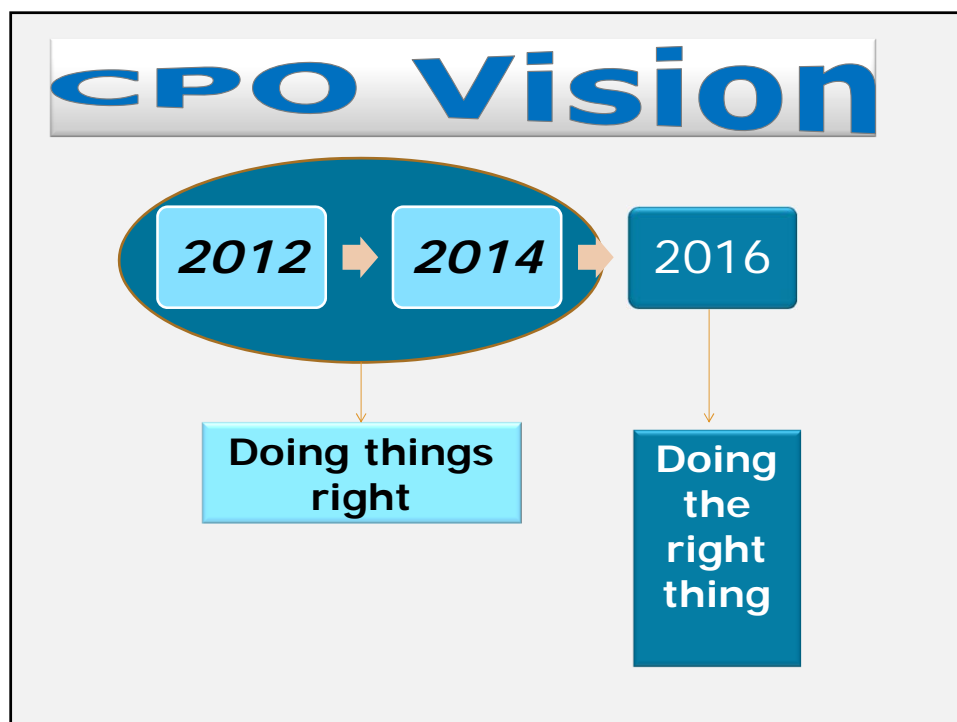 CPO Vision
2012
2014
2016
Doing things
right
Doing
the
right
thing